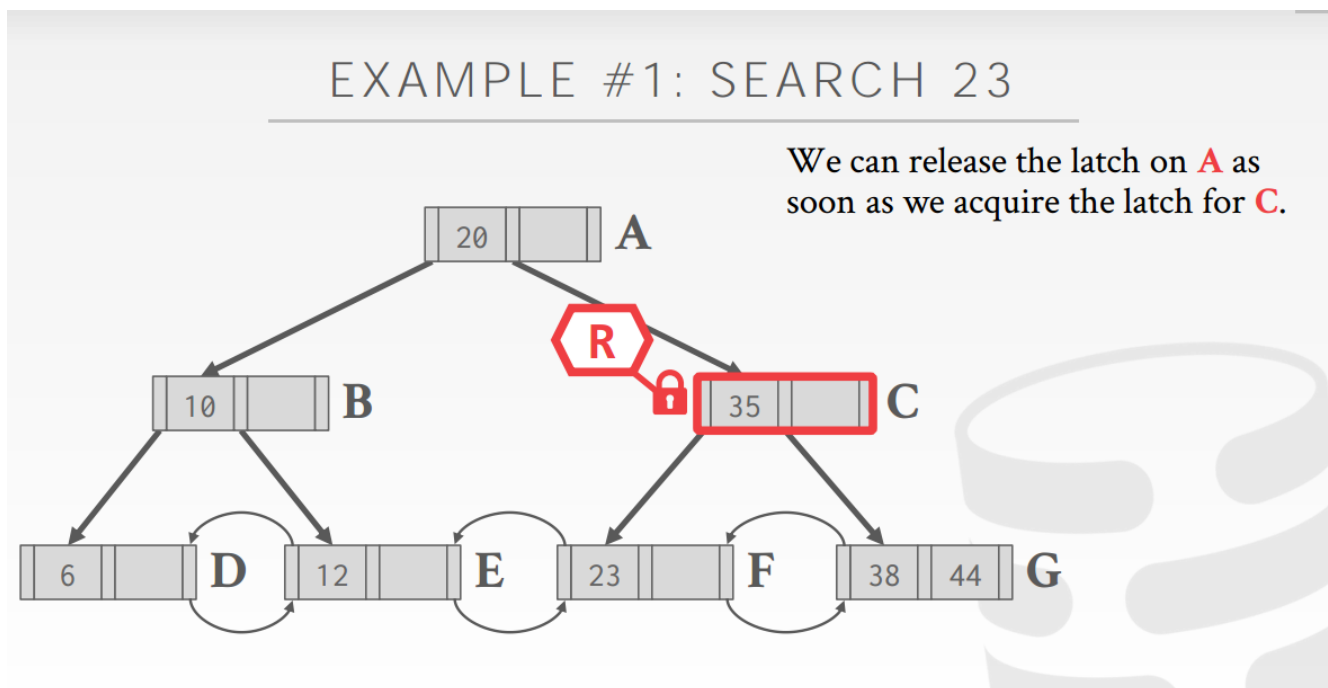 EXAMPLE #1: SEARCH 23
We can release the latch on A as
soon as we acquire the latch for C.
20 A
R
10 B
35 C
6 D 12 E 23 F 38 44 G